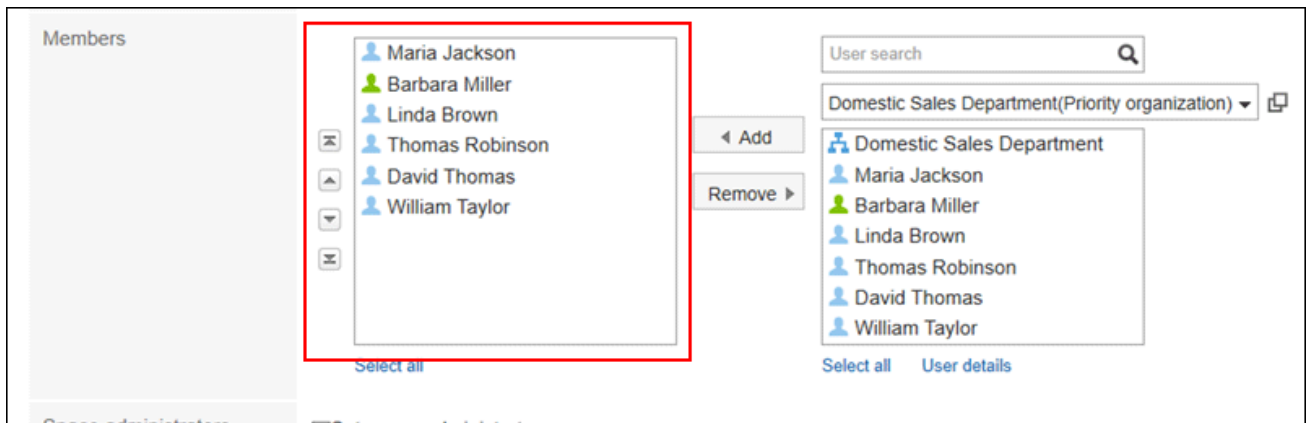 Members
Maria Jackson
Barbara Miller
Linda Brown
Thomas Robinson
David Thomas
William Taylor
Select all
Add
Remove
User search
Domestic Sales Department(Priority organization)
Domestic Sales Department
Maria Jackson
Barbara Miller
Linda Brown
Thomas Robinson
David Thomas
William Taylor
Select all User details